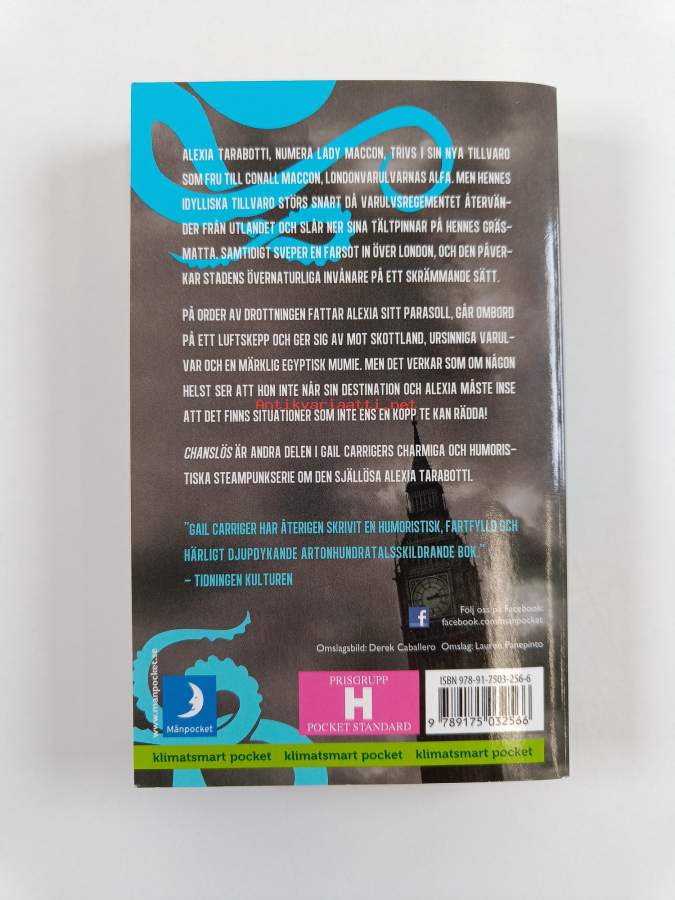 ALEXIA TARABOTTI, NUMERA LADY MACCON, TRIVS I SIN NYA TILLVARO
SOM FRU TILL CONALL MACCON, LONDONVARULVARNAS ALFA. MEN HENNES
IDYLLISKA TILLVARO STÖRS SNART DÅ VARULVSREGEMENTET ÅTERVÄN-
DER FRÅN UTLANDET OCH SLÅR NER SINA TÄLTPINNAR PÅ HENNES GRÄS-
MATTA. SAMTIDIGT SVEPER EN FARSOT IN ÖVER LONDON, OCH DEN PÅVER-
KAR STADENS ÖVERNATURLIGA INVÅNARE PÅ ETT SKRÄMMANDE SÄTT.
PÅ ORDER AV DROTTNINGEN FATTAR ALEXIA SITT PARASOLL, GÅR OMBORD
PÅ ETT LUFTSKEPP OCH GER SIG AV MOT SKOTTLAND, URSINNIGA VARUL-
VAR OCH EN MÄRKLIG EGYPTISK MUMIE. MEN DET VERKAR SOM OM NÅGON
HELST SER ATT HON INTE NÅR SIN DESTINATION OCH ALEXIA MÅSTE INSE
Antikvariaatti.net
ATT DET FINNS SITUATIONER SOM INTE ENS EN KOPP TE KAN RÄDDA!
CHANSLÖS ÄR ANDRA DELEN I GAIL CARRIGERS CHARMIGA OCH HUMORIS-
TISKA STEAMPUNKSERIE OM DEN SJÄLLÖSA ALEXIA TARABOTTI.
"GAIL CARRIGER HAR ÅTERIGEN SKRIVIT EN HUMORISTISK, FARTFYLLD OCH
HÄRLIGT DJUPDYKANDE ARTONHUNDRATALSSKILDRANDE BOK."
– TIDNINGEN KULTUREN
Följ oss på Facebook:
facebook.com/manpocket
Omslagsbild: Derek Caballero Omslag: Lauren Panepinto
www.manpocket.se
Månpocket
PRISGRUPP
H
POCKET STANDARD
ISBN 978-91-7503-256-6
9 789175 032566
klimatsmart pocket klimatsmart pocket klimatsmart pocket